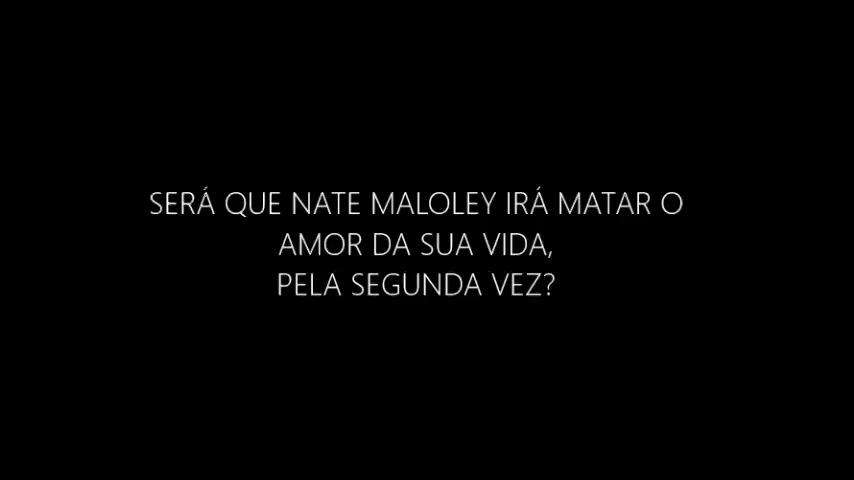 SERÁ QUE NATE MALOLEY IRÁ MATAR O
AMOR DA SUA VIDA,
PELA SEGUNDA VEZ?